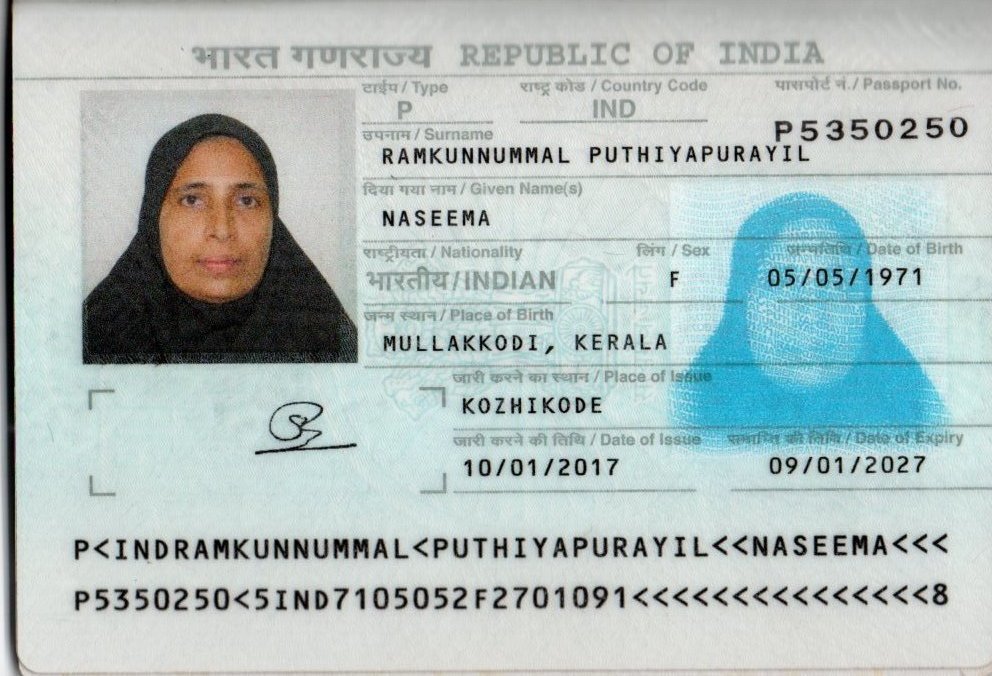 भारत गणराज्य REPUBLIC OF INDIA
टाईप / Type राष्ट्र कोड / Country Code पासपोर्ट नं. / Passport No.
P IND P5350250
उपनाम / Surname
RAMKUNNUMMAL PUTHIYAPURAYIL
दिया गया नाम / Given Name(s)
NASEEMA
राष्ट्रीयता / Nationality लिंग / Sex जन्मतिथि / Date of Birth
भारतीय/INDIAN F 05/05/1971
जन्म स्थान / Place of Birth
MULLAKKODI, KERALA
जारी करने का स्थान / Place of Issue
KOZHIKODE
जारी करने की तिथि / Date of Issue समाप्ति की तिथि / Date of Expiry
10/01/2017 09/01/2027
P<INDRAMKUNNUMMAL<PUTHIYAPURAYIL<<NASEEMA<<<
P5350250<5IND7105052F2701091<<<<<<<<<<<<<<<8